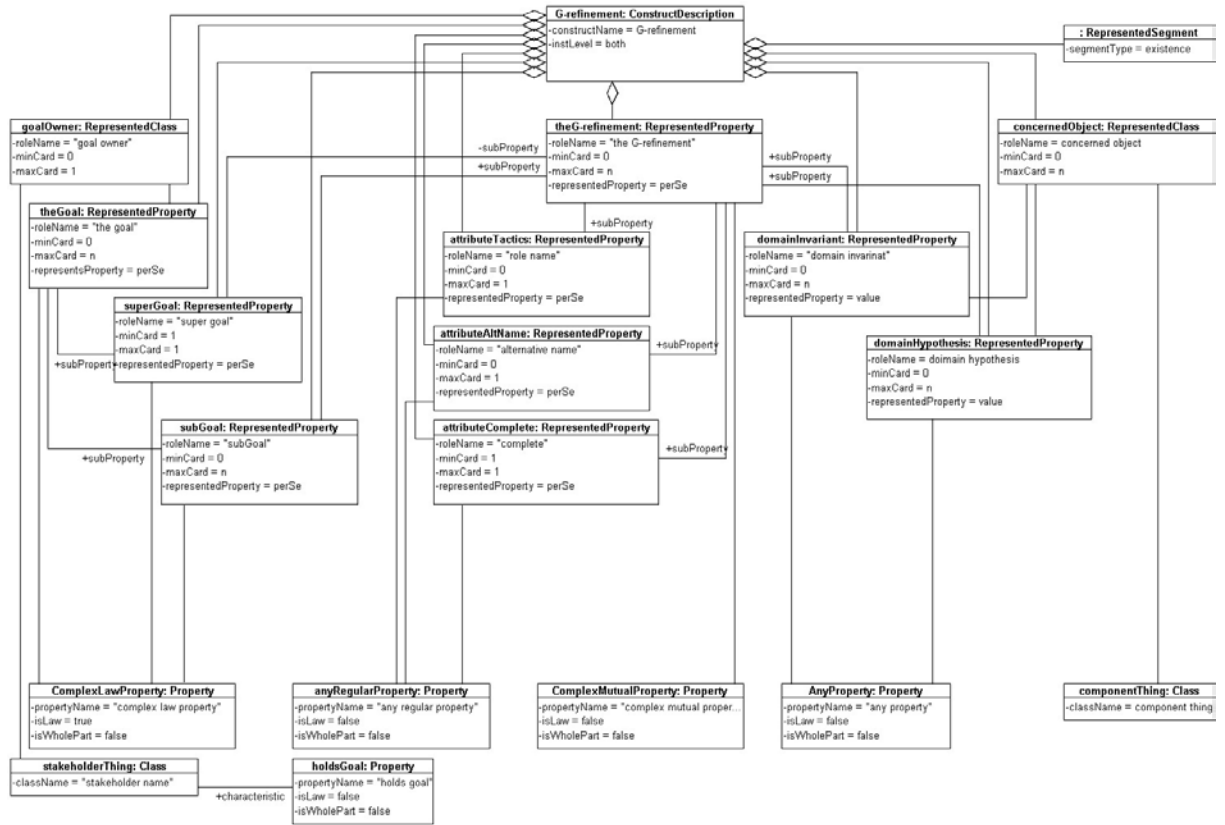 G-refinement: ConstructDescription
-constructName = G-refinement
-instLevel = both
: RepresentedSegment
-segmentType = existence
goalOwner: RepresentedClass
-roleName = "goal owner"
-minCard = 0
-maxCard = 1
theG-refinement: RepresentedProperty
-roleName = "the G-refinement"
-minCard = 0
-maxCard = n
-representedProperty = perSe
concernedObject: RepresentedClass
-roleName = concerned object
-minCard = 0
-maxCard = n
-subProperty
+subProperty
+subProperty
+subProperty
+subProperty
theGoal: RepresentedProperty
-roleName = "the goal"
-minCard = 0
-maxCard = n
-representsProperty = perSe
attributeTactics: RepresentedProperty
-roleName = "role name"
-minCard = 0
-maxCard = 1
-representedProperty = perSe
domainInvariant: RepresentedProperty
-roleName = "domain invarinat"
-minCard = 0
-maxCard = n
-representedProperty = value
superGoal: RepresentedProperty
-roleName = "super goal"
-minCard = 1
-maxCard = 1
-representedProperty = perSe
+subProperty
attributeAltName: RepresentedProperty
-roleName = "alternative name"
-minCard = 0
-maxCard = 1
-representedProperty = perSe
+subProperty
domainHypothesis: RepresentedProperty
-roleName = doimain hypothesis
-minCard = 0
-maxCard = n
-representedProperty = value
subGoal: RepresentedProperty
-roleName = "subGoal"
-minCard = 0
-maxCard = n
-representedProperty = perSe
+subProperty
attributeComplete: RepresentedProperty
-roleName = "complete"
-minCard = 1
-maxCard = 1
-representedProperty = perSe
+subProperty
ComplexLawProperty: Property
-propertyName = "complex law property"
-isLaw = true
-isWholePart = false
anyRegularProperty: Property
-propertyName = "any regular property"
-isLaw = false
-isWholePart = false
ComplexMutualProperty: Property
-propertyName = "complex mutual proper...
-isLaw = false
-isWholePart = false
AnyProperty: Property
-propertyName = "any property"
-isLaw = false
-isWholePart = false
componentThing: Class
-className = component thing
stakeholderThing: Class
-className = "stakeholder name"
+characteristic
holdsGoal: Property
-propertyName = "holds goal"
-isLaw = false
-isWholePart = false